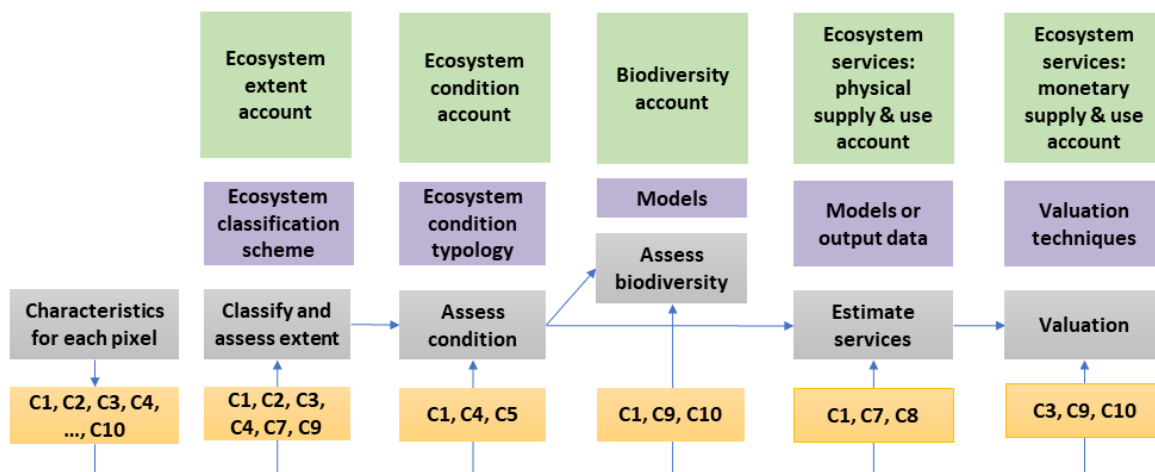 Ecosystem
extent
account
Ecosystem
condition
account
Biodiversity
account
Ecosystem
services:
physical
supply & use
account
Ecosystem
services:
monetary
supply & use
account
Ecosystem
classification
scheme
Ecosystem
condition
typology
Models
Models or
output data
Valuation
techniques
Characteristics
for each pixel
Classify and
assess extent
Assess
condition
Assess
biodiversity
Estimate
services
Valuation
C1, C2, C3, C4,
..., C10
C1, C2, C3,
C4, C7, C9
C1, C4, C5
C1, C9, C10
C1, C7, C8
C3, C9, C10